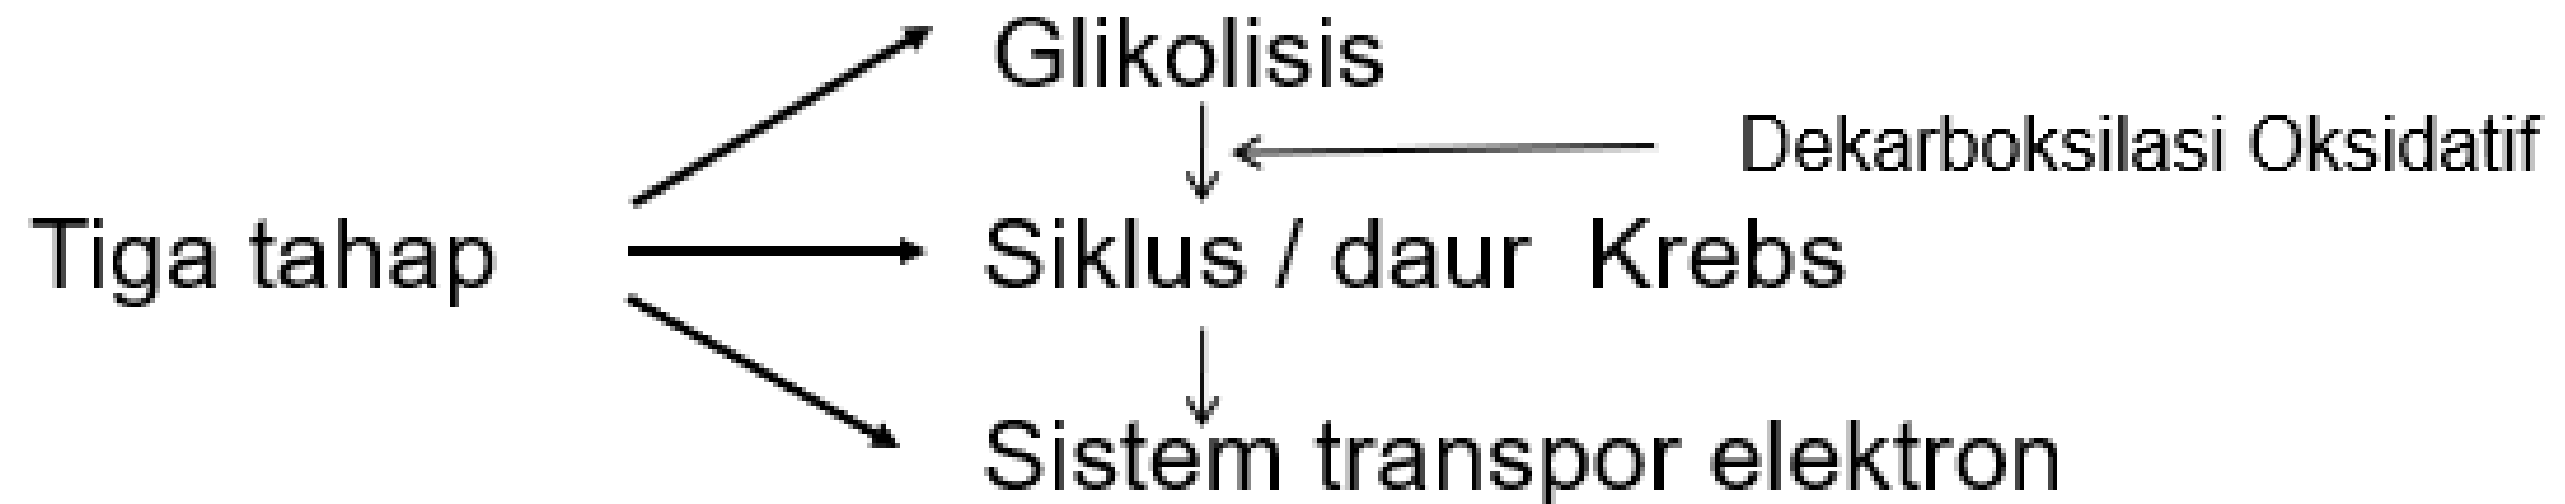 Glikolisis
Dekarboksilasi Oksidatif
Tiga tahap
Siklus / daur Krebs
Sistem transpor elektron